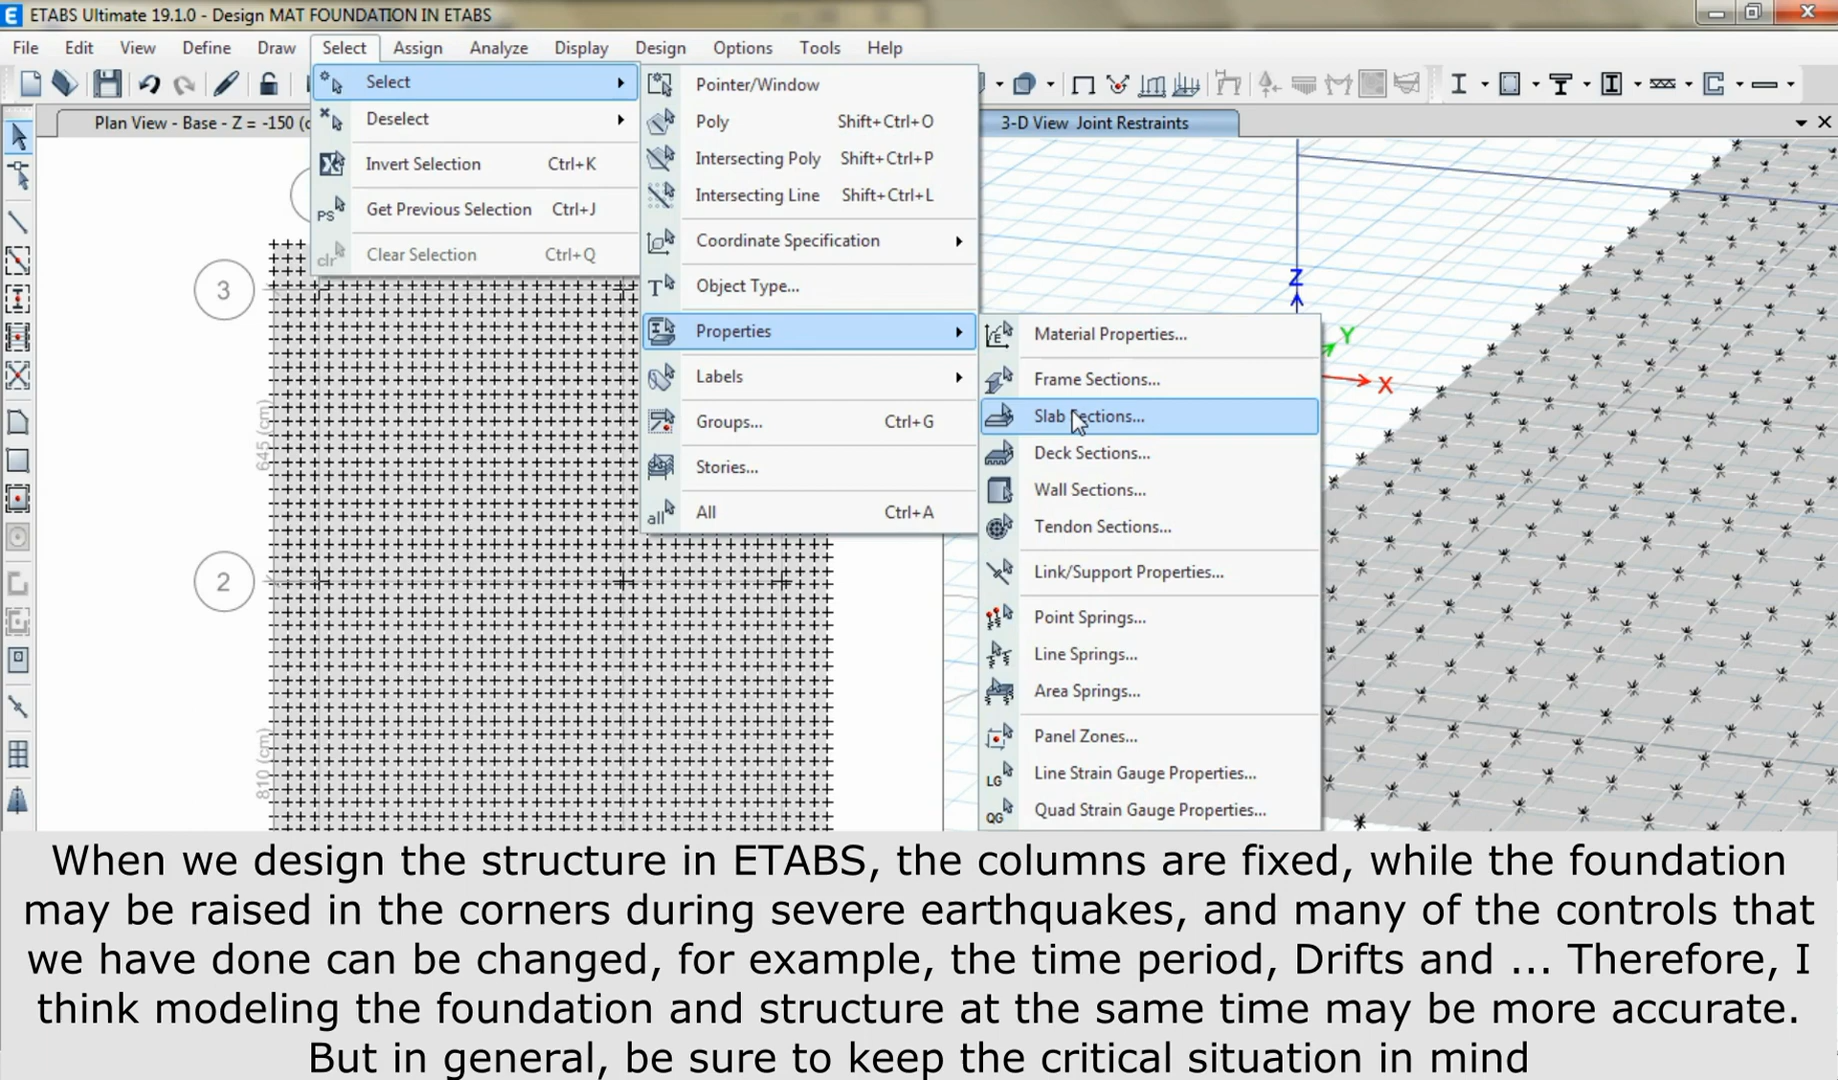 ETABS Ultimate 19.1.0 - Design MAT FOUNDATION IN ETABS
File Edit View Define Draw Select Assign Analyze Display Design Options Tools Help
Plan View - Base - Z = -150 (c
3-D View Joint Restraints
Select
Deselect
Invert Selection Ctrl+K
PS Get Previous Selection Ctrl+J
clr Clear Selection Ctrl+Q
Pointer/Window
Poly Shift+Ctrl+O
Intersecting Poly Shift+Ctrl+P
Intersecting Line Shift+Ctrl+L
Coordinate Specification
Object Type...
Properties
Labels
Groups... Ctrl+G
Stories...
all All Ctrl+A
Material Properties...
Frame Sections...
Slab Sections...
Deck Sections...
Wall Sections...
Tendon Sections...
Link/Support Properties...
Point Springs...
Line Springs...
Area Springs...
Panel Zones...
LG Line Strain Gauge Properties...
QG Quad Strain Gauge Properties...
3
2
645 (cm)
810 (cm)
Z
Y
X
When we design the structure in ETABS, the columns are fixed, while the foundation
may be raised in the corners during severe earthquakes, and many of the controls that
we have done can be changed, for example, the time period, Drifts and ... Therefore, I
think modeling the foundation and structure at the same time may be more accurate.
But in general, be sure to keep the critical situation in mind